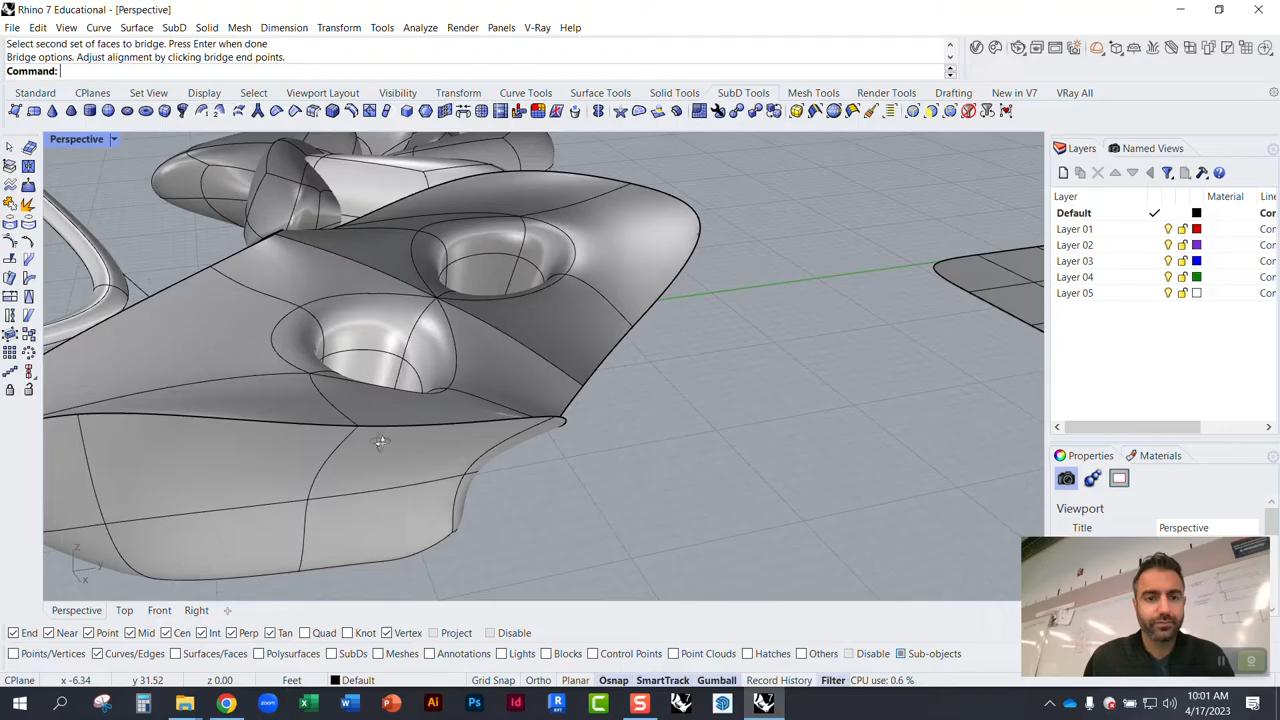 Rhino 7 Educational - [Perspective]
File Edit View Curve Surface SubD Solid Mesh Dimension Transform Tools Analyze Render Panels V-Ray Help
Select second set of faces to bridge. Press Enter when done
Bridge options. Adjust alignment by clicking bridge end points.
Command:
Standard CPlanes Set View Display Select Viewport Layout Visibility Transform Curve Tools Surface Tools Solid Tools SubD Tools Mesh Tools Render Tools Drafting New in V7 VRay All
Perspective
Layers Named Views
Layer Material Line
Default Con
Layer 01 Con
Layer 02 Con
Layer 03 Con
Layer 04 Con
Layer 05 Con
Properties Materials
Viewport
Title Perspective
z
y
x
Perspective Top Front Right
End Near Point Mid Cen Int Perp Tan Quad Knot Vertex Project Disable
Points/Vertices Curves/Edges Surfaces/Faces Polysurfaces SubDs Meshes Annotations Lights Blocks Control Points Point Clouds Hatches Others Disable Sub-objects
CPlane x -6.34 y 31.52 z 0.00 Feet Default Grid Snap Ortho Planar Osnap SmartTrack Gumball Record History Filter CPU use: 0.6 %
10:01 AM
4/17/2023